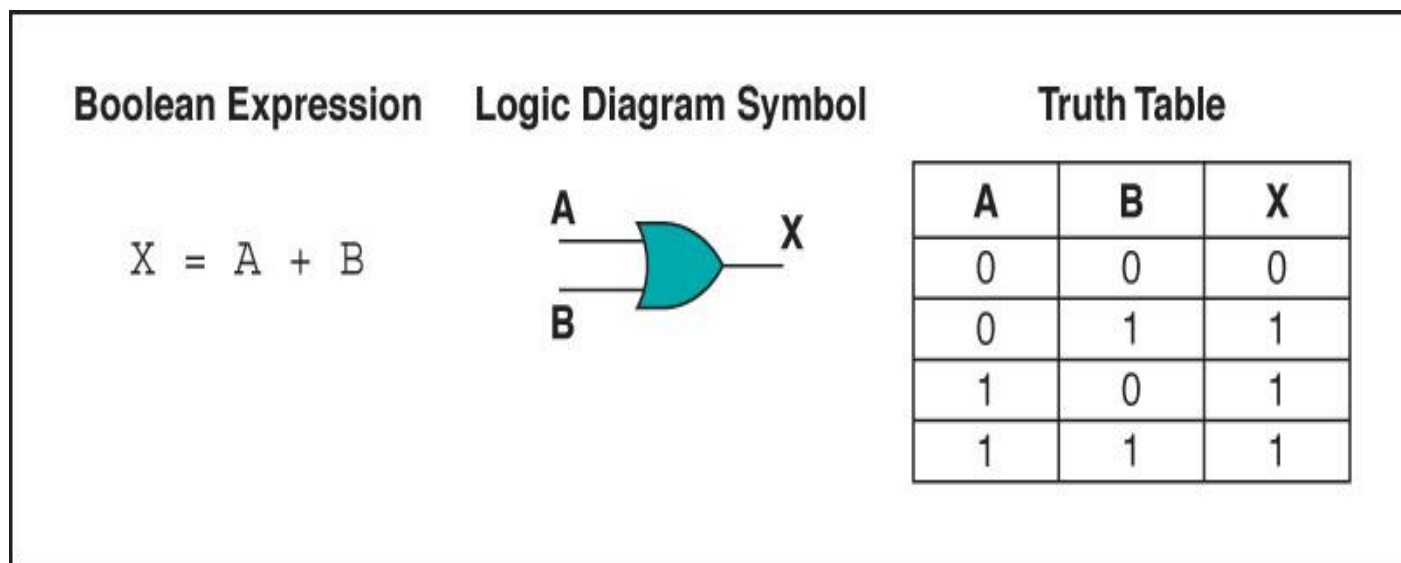 Boolean Expression Logic Diagram Symbol Truth Table
X = A + B
A
B
X
A B X
0 0 0
0 1 1
1 0 1
1 1 1